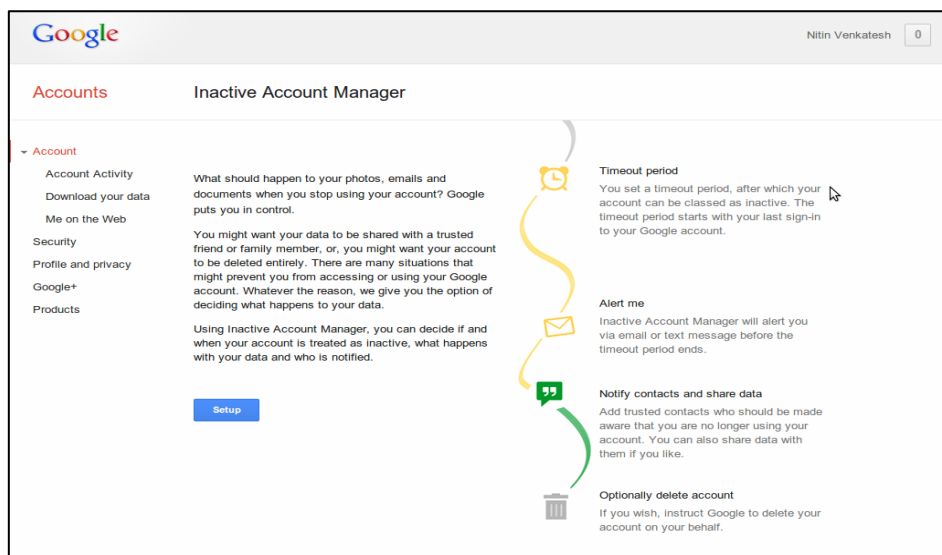 Google
Nitin Venkatesh 0
Accounts
Inactive Account Manager
Account
Account Activity
Download your data
Me on the Web
Security
Profile and privacy
Google+
Products
What should happen to your photos, emails and
documents when you stop using your account? Google
puts you in control.
You might want your data to be shared with a trusted
friend or family member, or, you might want your account
to be deleted entirely. There are many situations that
might prevent you from accessing or using your Google
account. Whatever the reason, we give you the option of
deciding what happens to your data.
Using Inactive Account Manager, you can decide if and
when your account is treated as inactive, what happens
with your data and who is notified.
Setup
Timeout period
You set a timeout period, after which your
account can be classed as inactive. The
timeout period starts with your last sign-in
to your Google account.
Alert me
Inactive Account Manager will alert you
via email or text message before the
timeout period ends.
Notify contacts and share data
Add trusted contacts who should be made
aware that you are no longer using your
account. You can also share data with
them if you like.
Optionally delete account
If you wish, instruct Google to delete your
account on your behalf.